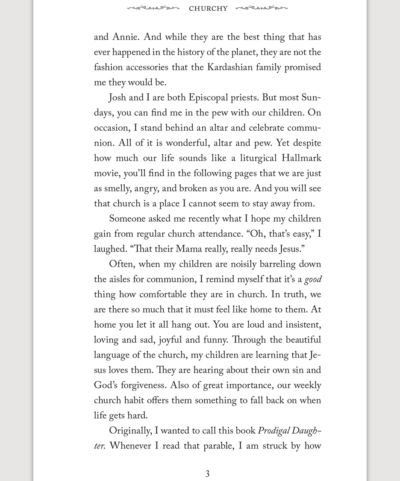 CHURCHY
and Annie. And while they are the best thing that has
ever happened in the history of the planet, they are not the
fashion accessories that the Kardashian family promised
me they would be.
Josh and I are both Episcopal priests. But most Sun-
days, you can find me in the pew with our children. On
occasion, I stand behind an altar and celebrate commu-
nion. All of it is wonderful, altar and pew. Yet despite
how much our life sounds like a liturgical Hallmark
movie, you’ll find in the following pages that we are just
as smelly, angry, and broken as you are. And you will see
that church is a place I cannot seem to stay away from.
Someone asked me recently what I hope my children
gain from regular church attendance. “Oh, that’s easy,” I
laughed. “That their Mama really, really needs Jesus.”
Often, when my children are noisily barreling down
the aisles for communion, I remind myself that it’s a good
thing how comfortable they are in church. In truth, we
are there so much that it must feel like home to them. At
home you let it all hang out. You are loud and insistent,
loving and sad, joyful and funny. Through the beautiful
language of the church, my children are learning that Je-
sus loves them. They are hearing about their own sin and
God’s forgiveness. Also of great importance, our weekly
church habit offers them something to fall back on when
life gets hard.
Originally, I wanted to call this book Prodigal Daugh-
ter. Whenever I read that parable, I am struck by how
3